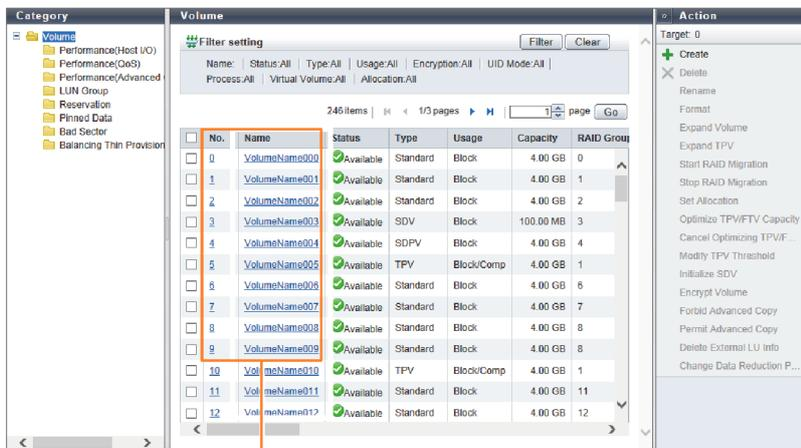 Category
Volume
Performance(Host I/O)
Performance(QoS)
Performance(Advanced
LUN Group
Reservation
Pinned Data
Bad Sector
Balancing Thin Provision
Volume
Filter setting
Filter Clear
Name: | Status:All | Type:All | Usage:All | Encryption:All | UID Mode:All |
Process:All | Virtual Volume:All | Allocation:All
246 items | 1/3 pages | 1 page Go
No. Name Status Type Usage Capacity RAID Group
0 VolumeName000 Available Standard Block 4.00 GB 0
1 VolumeName001 Available Standard Block 4.00 GB 1
2 VolumeName002 Available Standard Block 4.00 GB 2
3 VolumeName003 Available SDV Block 100.00 MB 3
4 VolumeName004 Available SDPV Block 4.00 GB 4
5 VolumeName005 Available TPV Block/Comp 4.00 GB 1
6 VolumeName006 Available Standard Block 4.00 GB 6
7 VolumeName007 Available Standard Block 4.00 GB 7
8 VolumeName008 Available Standard Block 4.00 GB 8
9 VolumeName009 Available Standard Block 4.00 GB 8
10 VolumeName010 Available TPV Block/Comp 4.00 GB 1
11 VolumeName011 Available Standard Block 4.00 GB 11
12 VolumeName012 Available Standard Block 4.00 GB 12
» Action
Target: 0
Create
Delete
Rename
Format
Expand Volume
Expand TPV
Start RAID Migration
Stop RAID Migration
Set Allocation
Optimize TPV/FTV Capacity
Cancel Optimizing TPV/F...
Modify TPV Threshold
Initialize SDV
Encrypt Volume
Forbid Advanced Copy
Permit Advanced Copy
Delete External LU Info
Change Data Reduction P...